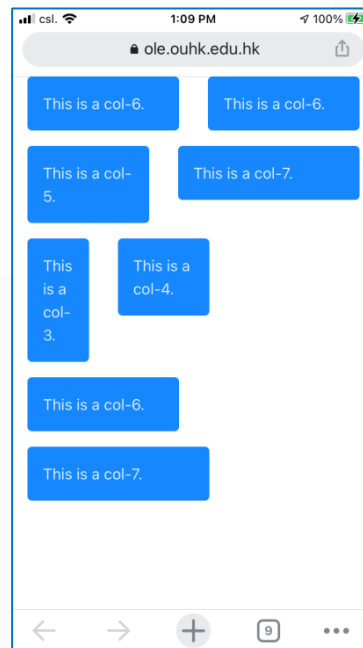 csl. 1:09 PM 100%
ole.ouhk.edu.hk
This is a col-6. This is a col-6.
This is a col-
5.
This is a col-7.
This
is a
col-
3.
This is a
col-4.
This is a col-6.
This is a col-7.
9